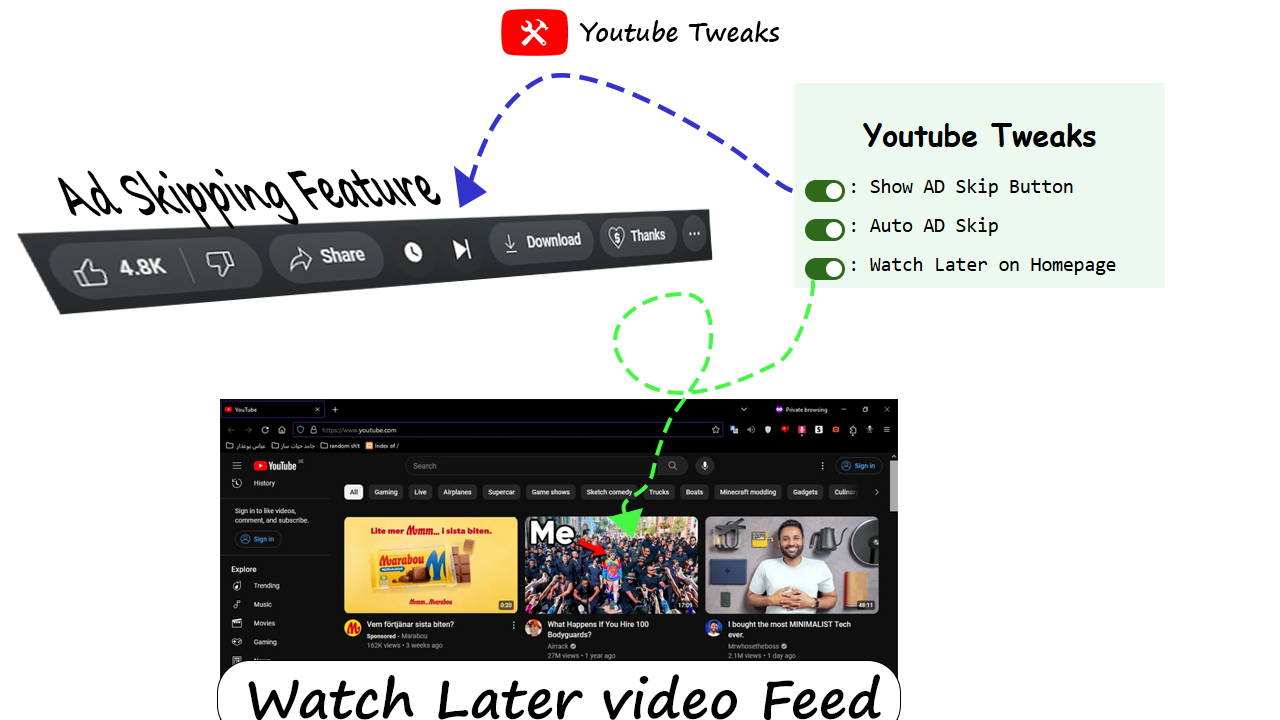 Youtube Tweaks
Youtube Tweaks
: Show AD Skip Button
: Auto AD Skip
: Watch Later on Homepage
Ad Skipping Feature
4.8K
Share
Download
Thanks
YouTube
Private browsing
https://www.youtube.com
عباس بوعذار
جامد حیات ساز
random shit
Index of /
YouTube SE
Search
Sign in
History
All Gaming Live Airplanes Supercar Game shows Sketch comedy Trucks Boats Minecraft modding Gadgets Culinar
Sign in to like videos,
comment, and subscribe.
Sign in
Explore
Trending
Music
Movies
Gaming
News
Lite mer Mmm... i sista biten.
Marabou
Mmm...Marabou
0:20
Me
17:09
48:11
Vem förtjänar sista biten?
Sponsored · Marabou
162K views • 3 weeks ago
What Happens If You Hire 100
Bodyguards?
Airrack
27M views • 1 year ago
I bought the most MINIMALIST Tech
ever.
Mrwhosetheboss
2.1M views • 1 day ago
Watch Later video Feed